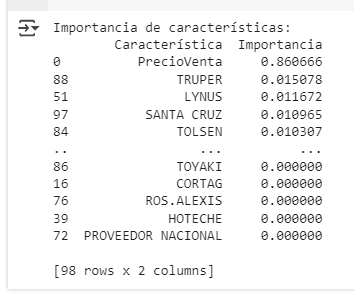 Importancia de características:
Característica Importancia
0 PrecioVenta 0.860666
88 TRUPER 0.015078
51 LYNUS 0.011672
97 SANTA CRUZ 0.010965
84 TOLSEN 0.010307
.. ... ...
86 TOYAKI 0.000000
16 CORTAG 0.000000
76 ROS.ALEXIS 0.000000
39 HOTECHE 0.000000
72 PROVEEDOR NACIONAL 0.000000
[98 rows x 2 columns]